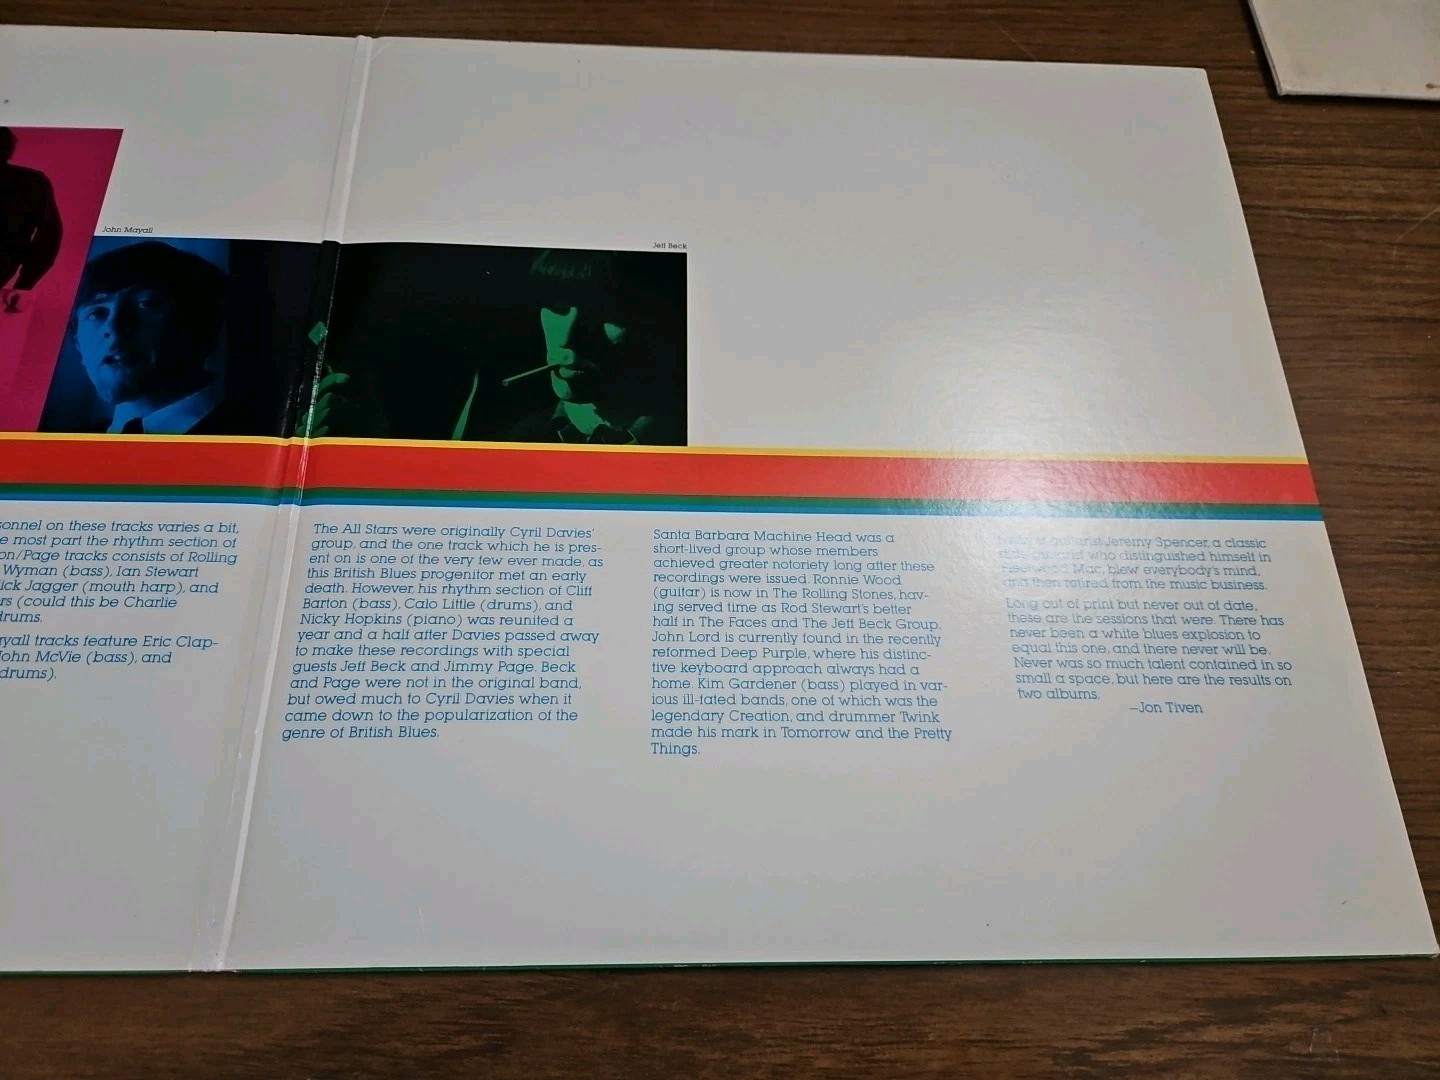 John Mayall
Jeff Beck
sonnel on these tracks varies a bit,
e most part the rhythm section of
on/Page tracks consists of Rolling
Wyman (bass), Ian Stewart
ick Jagger (mouth harp), and
rs (could this be Charlie
drums.
ayall tracks feature Eric Clap-
John McVie (bass), and
drums).
The All Stars were originally Cyril Davies'
group, and the one track which he is pres-
ent on is one of the very few ever made, as
this British Blues progenitor met an early
death. However, his rhythm section of Cliff
Barton (bass), Calo Little (drums), and
Nicky Hopkins (piano) was reunited a
year and a half after Davies passed away
to make these recordings with special
guests Jeff Beck and Jimmy Page. Beck
and Page were not in the original band,
but owed much to Cyril Davies when it
came down to the popularization of the
genre of British Blues.
Santa Barbara Machine Head was a
short-lived group whose members
achieved greater notoriety long after these
recordings were issued. Ronnie Wood
(guitar) is now in The Rolling Stones, hav-
ing served time as Rod Stewart's better
half in The Faces and The Jeff Beck Group.
John Lord is currently found in the recently
reformed Deep Purple, where his distinc-
tive keyboard approach always had a
home. Kim Gardener (bass) played in var-
ious ill-fated bands, one of which was the
legendary Creation, and drummer Twink
made his mark in Tomorrow and the Pretty
Things.
guitarist Jeremy Spencer, a classic
slide guitarist who distinguished himself in
Fleetwood Mac, blew everybody's mind,
and then retired from the music business.
Long out of print but never out of date,
these are the sessions that were. There has
never been a white blues explosion to
equal this one, and there never will be.
Never was so much talent contained in so
small a space, but here are the results on
two albums.
–Jon Tiven